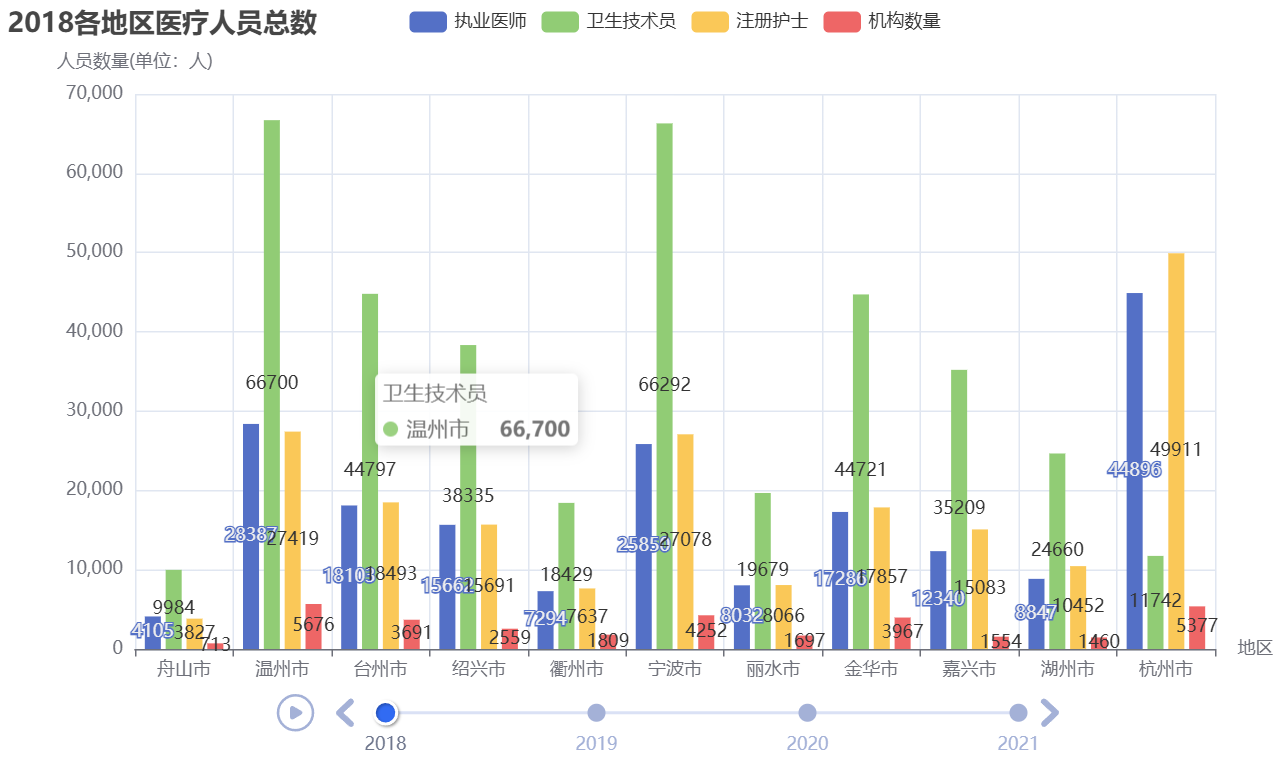 2018各地区医疗人员总数
执业医师 卫生技术员 注册护士 机构数量
人员数量(单位：人)
70,000
60,000
50,000
40,000
30,000
20,000
10,000
0
4105 9984 3827 713
28387 66700 27419 5676
18103 44797 18493 3691
38335 15691 2559
7294 18429 7637 1809
25850 66292 27078 4252
8032 19679 8066 1697
17286 44721 17857 3967
12340 35209 15083 1554
8847 24660 10452 1460
44896 11742 49911 5377
卫生技术员
温州市 66,700
舟山市 温州市 台州市 绍兴市 衢州市 宁波市 丽水市 金华市 嘉兴市 湖州市 杭州市
地区
2018 2019 2020 2021